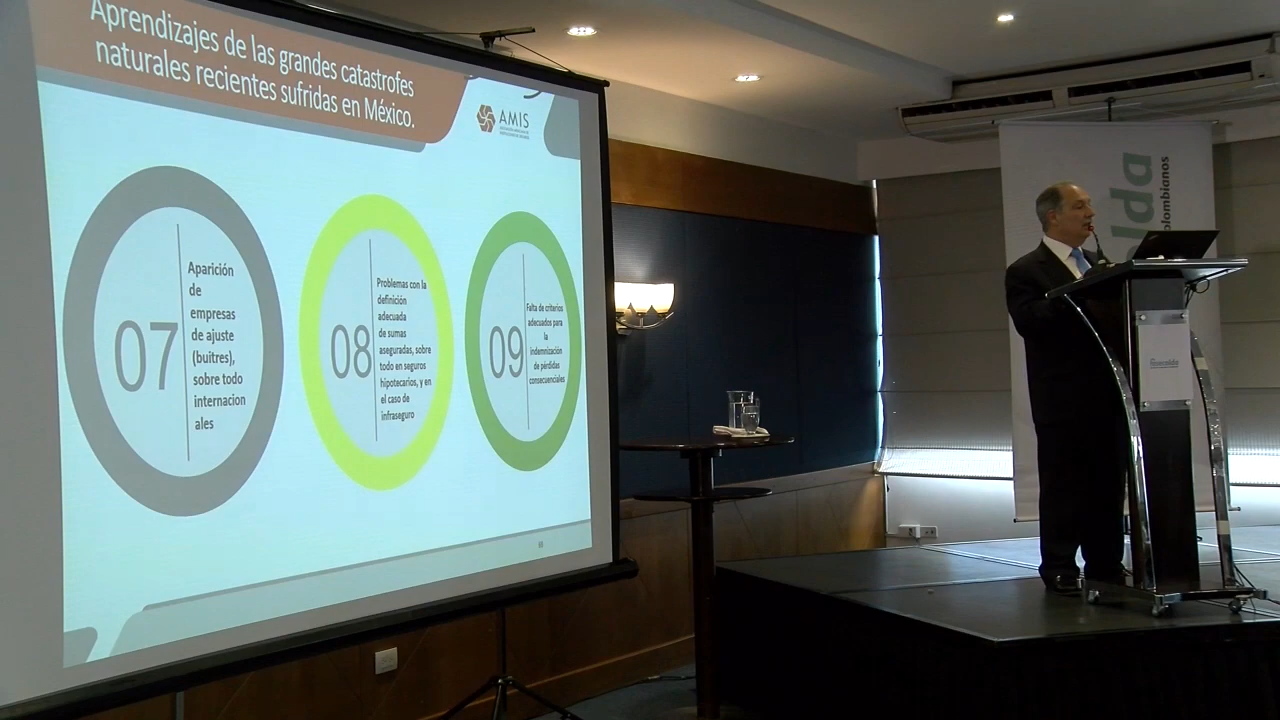 Aprendizajes de las grandes catastrofes
naturales recientes sufridas en México.
AMIS
07
Aparición
de
empresas
de ajuste
(buitres),
sobre todo
internacion
ales
08
Problemas con la
definición
adecuada
de sumas
aseguradas, sobre
todo en seguros
hipotecarios, y en
el caso de
infraseguro
09
Falta de criterios
adecuados para
la
indemnización
de pérdidas
consecuenciales
olombianos